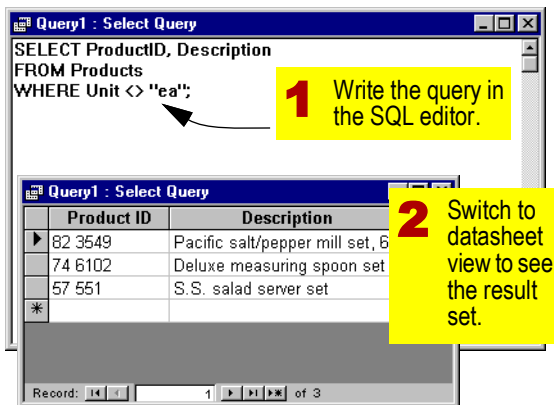 Query1 : Select Query
SELECT ProductID, Description
FROM Products
WHERE Unit <> "ea";
1 Write the query in
the SQL editor.
Query1 : Select Query
Product ID Description
82 3549 Pacific salt/pepper mill set, 6
74 6102 Deluxe measuring spoon set
57 551 S.S. salad server set
2 Switch to
datasheet
view to see
the result
set.
Record: 1 of 3